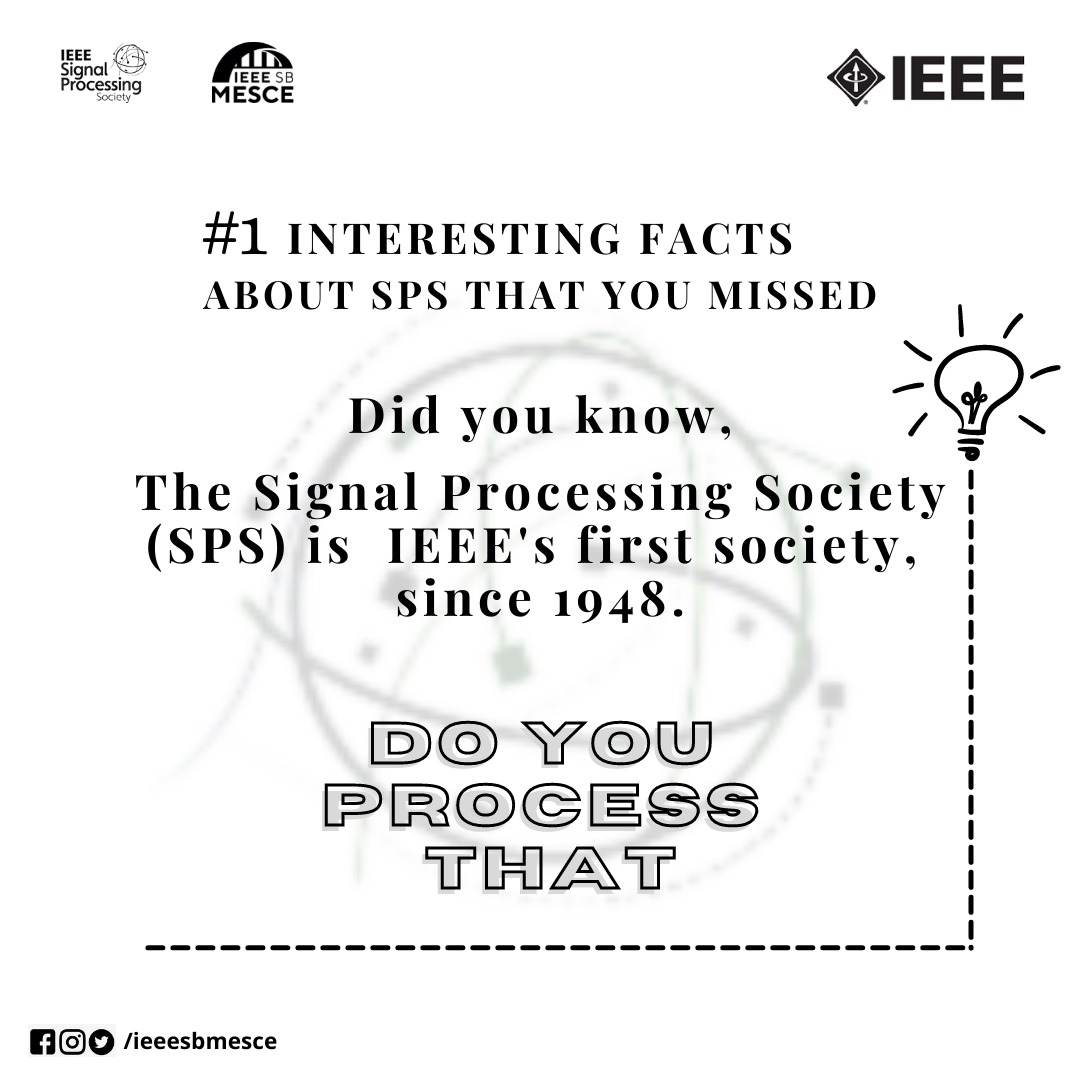 IEEE
Signal
Processing
Society
IEEE SB
MESCE
IEEE
#1 INTERESTING FACTS
ABOUT SPS THAT YOU MISSED
Did you know,
The Signal Processing Society
(SPS) is  IEEE's first society,
since 1948.
DO YOU
PROCESS
THAT
/ieeesbmesce